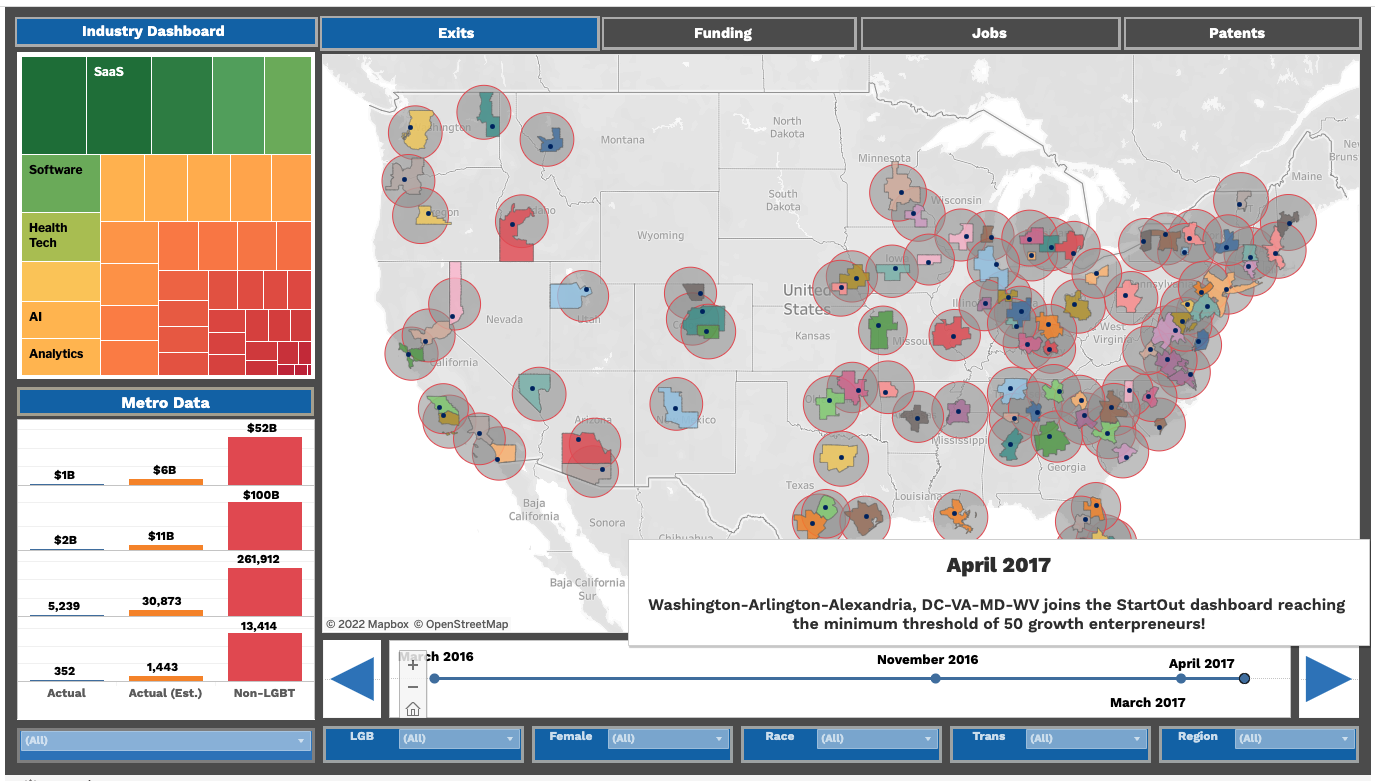 Industry Dashboard
Exits
Funding
Jobs
Patents
SaaS
Software
Health
Tech
AI
Analytics
Montana
North
Dakota
Minnesota
South
Dakota
Wisconsin
Wyoming
Iowa
Nevada
Utah
United
States
Kansas
Missouri
Illinois
West
Virginia
Maine
New
California
Arizona
Mississippi
Georgia
Texas
Louisiana
Baja
California
Sonora
Chihuahua
Baja California
Sur
© 2022 Mapbox © OpenStreetMap
Metro Data
$1B
$6B
$52B
$2B
$11B
$100B
5,239
30,873
261,912
352
1,443
13,414
Actual
Actual (Est.)
Non-LGBT
April 2017
Washington-Arlington-Alexandria, DC-VA-MD-WV joins the StartOut dashboard reaching
the minimum threshold of 50 growth enterpreneurs!
March 2016
November 2016
April 2017
March 2017
+
−
(All)
LGB
(All)
Female
(All)
Race
(All)
Trans
(All)
Region
(All)